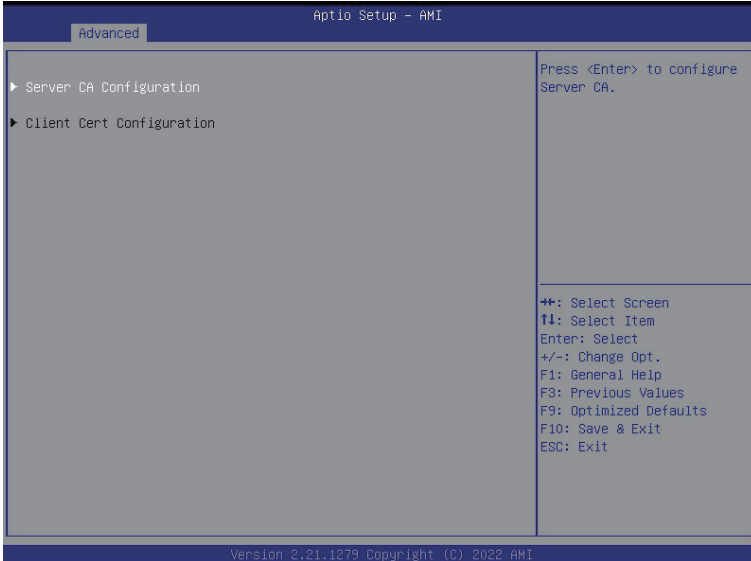 Aptio Setup – AMI
Advanced
▶ Server CA Configuration
▶ Client Cert Configuration
Press <Enter> to configure
Server CA.
→←: Select Screen
↑↓: Select Item
Enter: Select
+/-: Change Opt.
F1: General Help
F3: Previous Values
F9: Optimized Defaults
F10: Save & Exit
ESC: Exit
Version 2.21.1279 Copyright (C) 2022 AMI